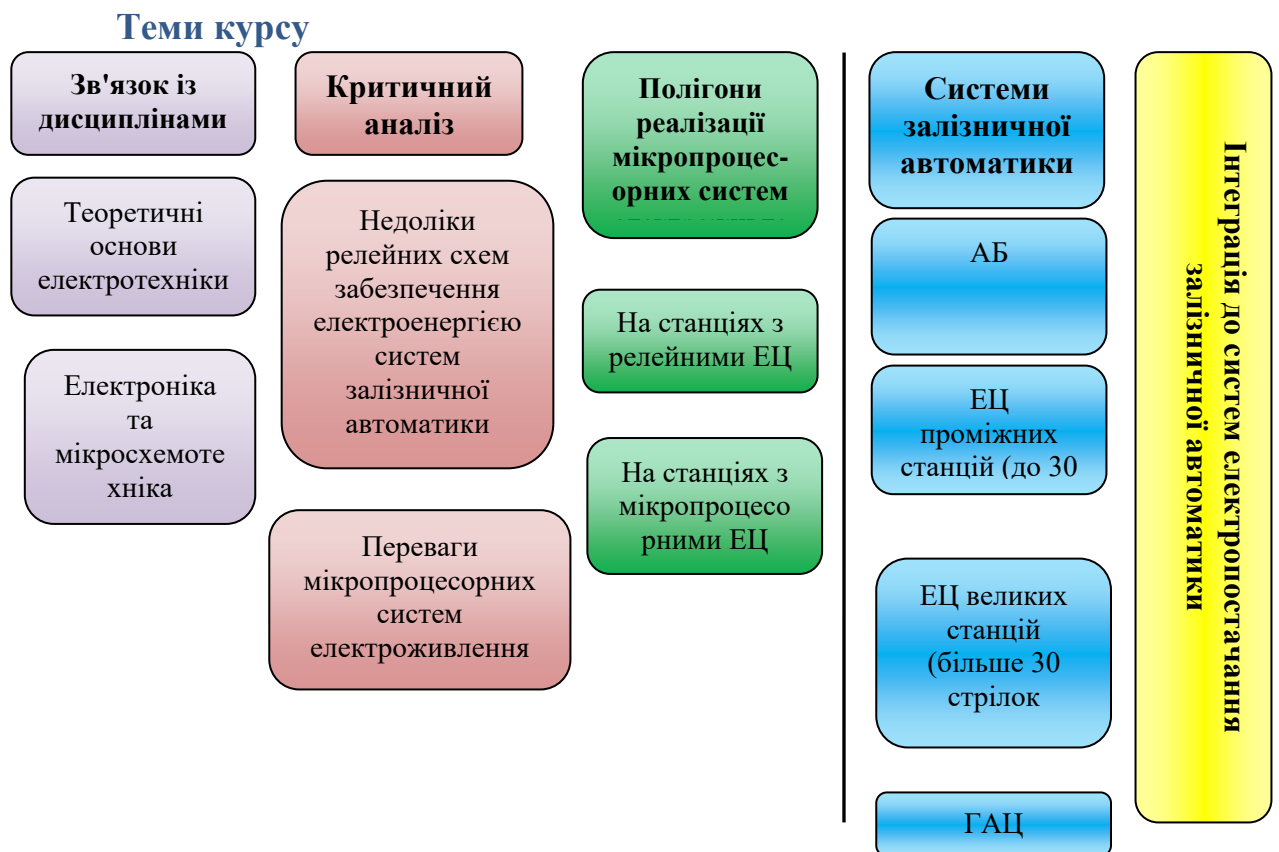 Теми курсу
Зв'язок із
дисциплінами
Теоретичні
основи
електротехніки
Електроніка
та
мікросхемоте
хніка
Критичний
аналіз
Недоліки
релейних схем
забезпечення
електроенергією
систем
залізничної
автоматики
Переваги
мікропроцесорних
систем
електроживлення
Полігони
реалізації
мікропроцес-
орних систем
На станціях з
релейними ЕЦ
На станціях з
мікропроцесо
рними ЕЦ
Системи
залізничної
автоматики
АБ
ЕЦ
проміжних
станцій (до 30
ЕЦ великих
станцій
(більше 30
стрілок
ГАЦ
Інтеграція до систем електропостачання
залізничної автоматики